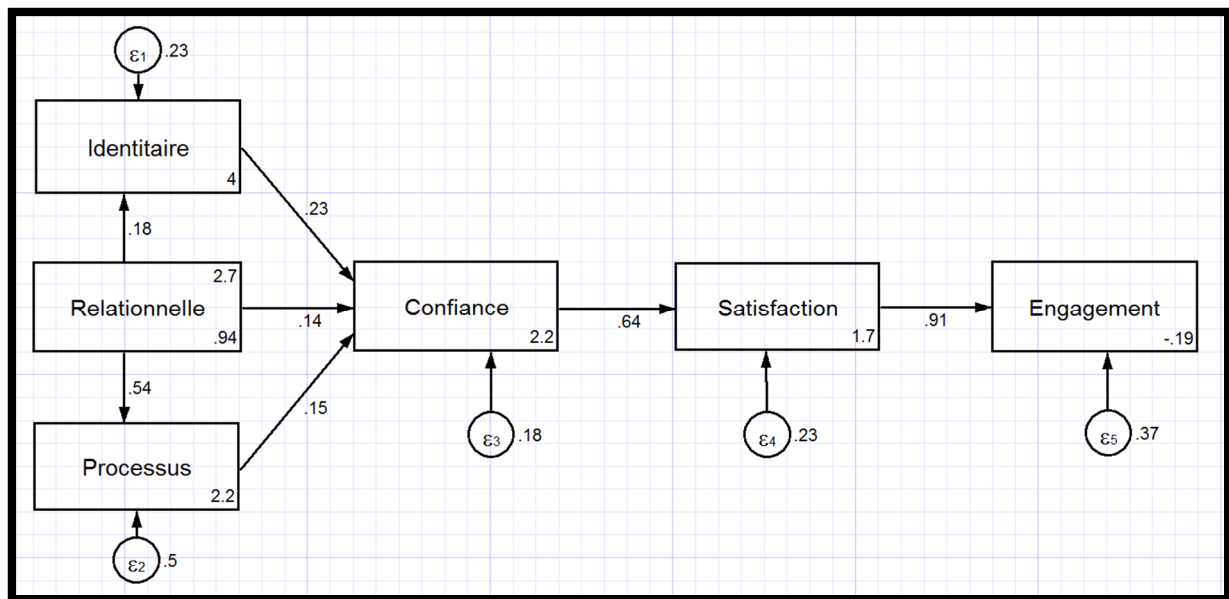 ε1 .23
Identitaire
4
.23
.18
2.7
Relationnelle
.94
.14
Confiance
2.2
.64
Satisfaction
1.7
.91
Engagement
-.19
.54
.15
Processus
2.2
ε3 .18
ε4 .23
ε5 .37
ε2 .5